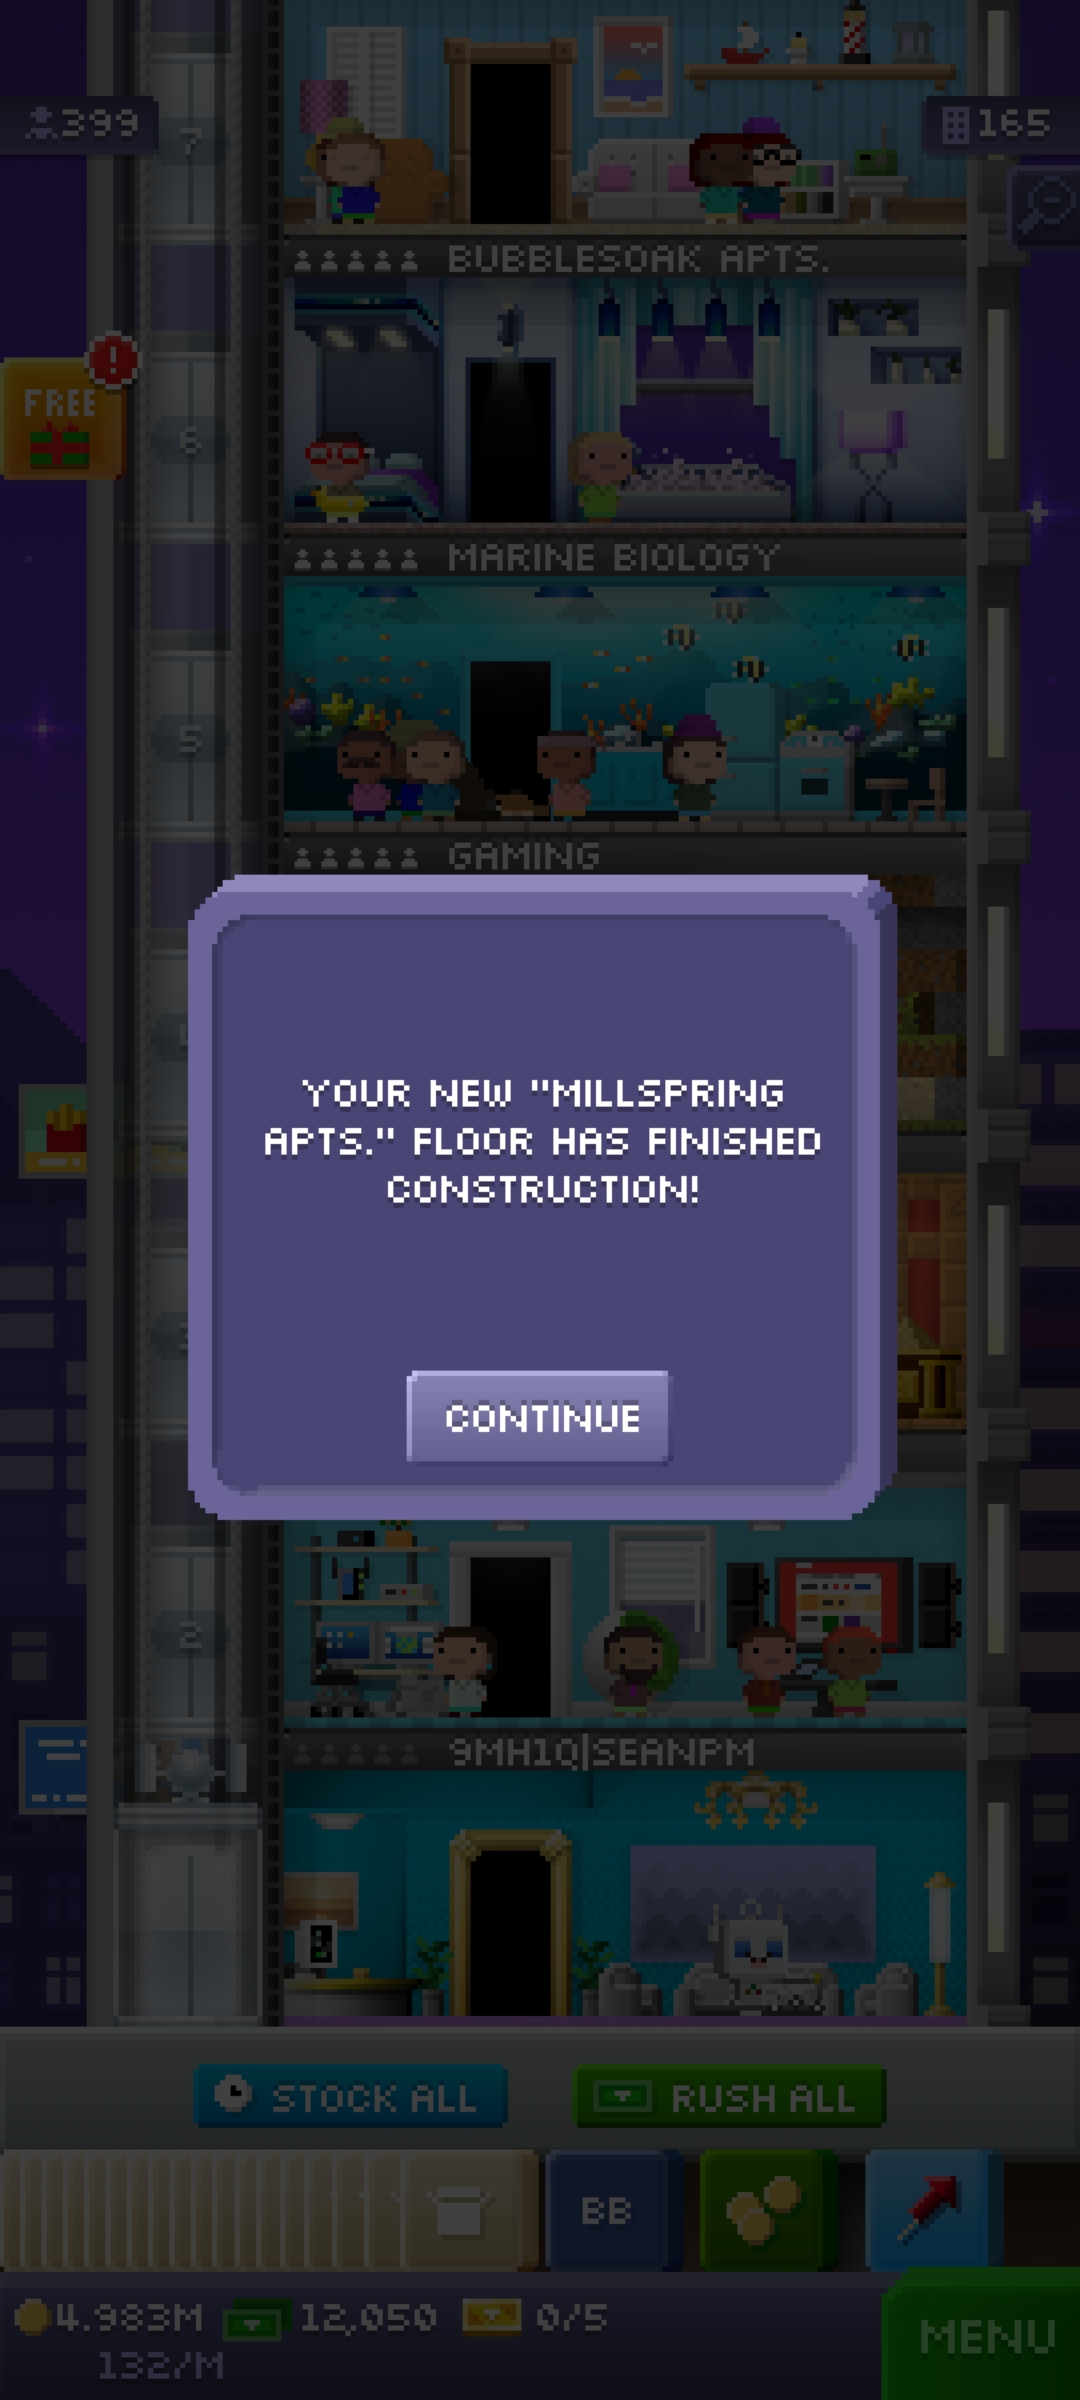 399
165
7
BUBBLESOAK APTS.
FREE
!
6
MARINE BIOLOGY
5
GAMING
YOUR NEW "MILLSPRING
APTS." FLOOR HAS FINISHED
CONSTRUCTION!
CONTINUE
2
9MH1Q|SEANPM
STOCK ALL
RUSH ALL
BB
4.983M
12,050
0/5
132/M
MENU